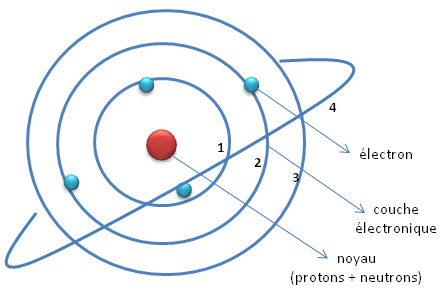 4
1
2
3
électron
couche
électronique
noyau
(protons + neutrons)